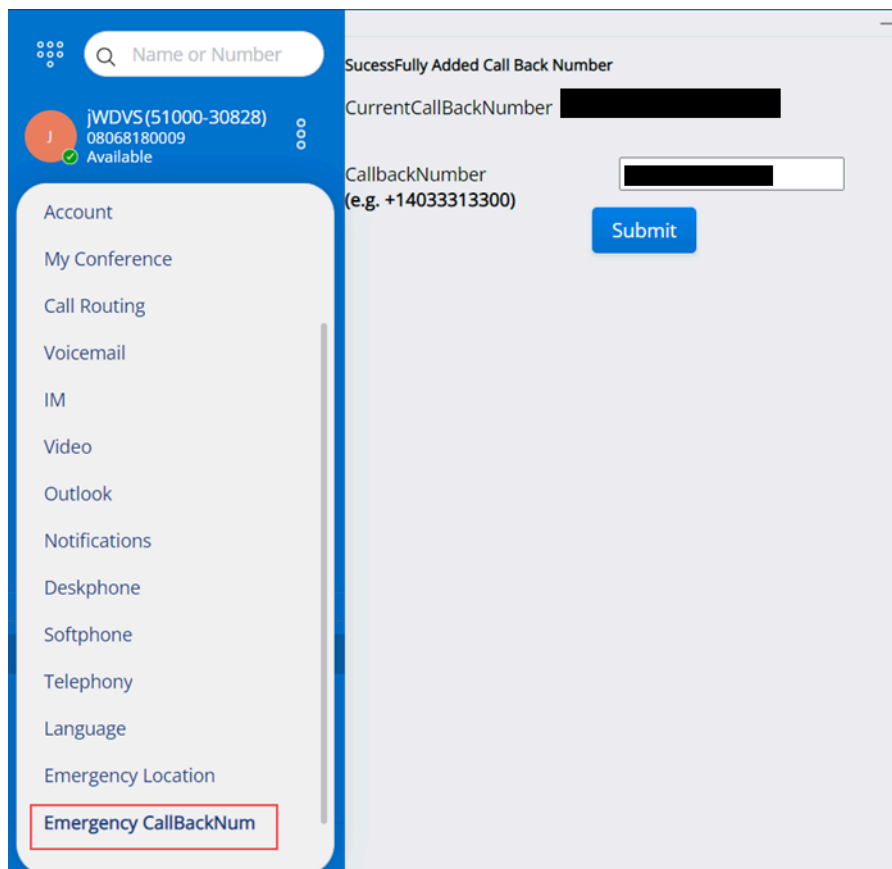 Name or Number
J
jWDVS(51000-30828)
08068180009
Available
Account
My Conference
Call Routing
Voicemail
IM
Video
Outlook
Notifications
Deskphone
Softphone
Telephony
Language
Emergency Location
Emergency CallBackNum
SucessFully Added Call Back Number
CurrentCallBackNumber
CallbackNumber
(e.g. +14033313300)
Submit